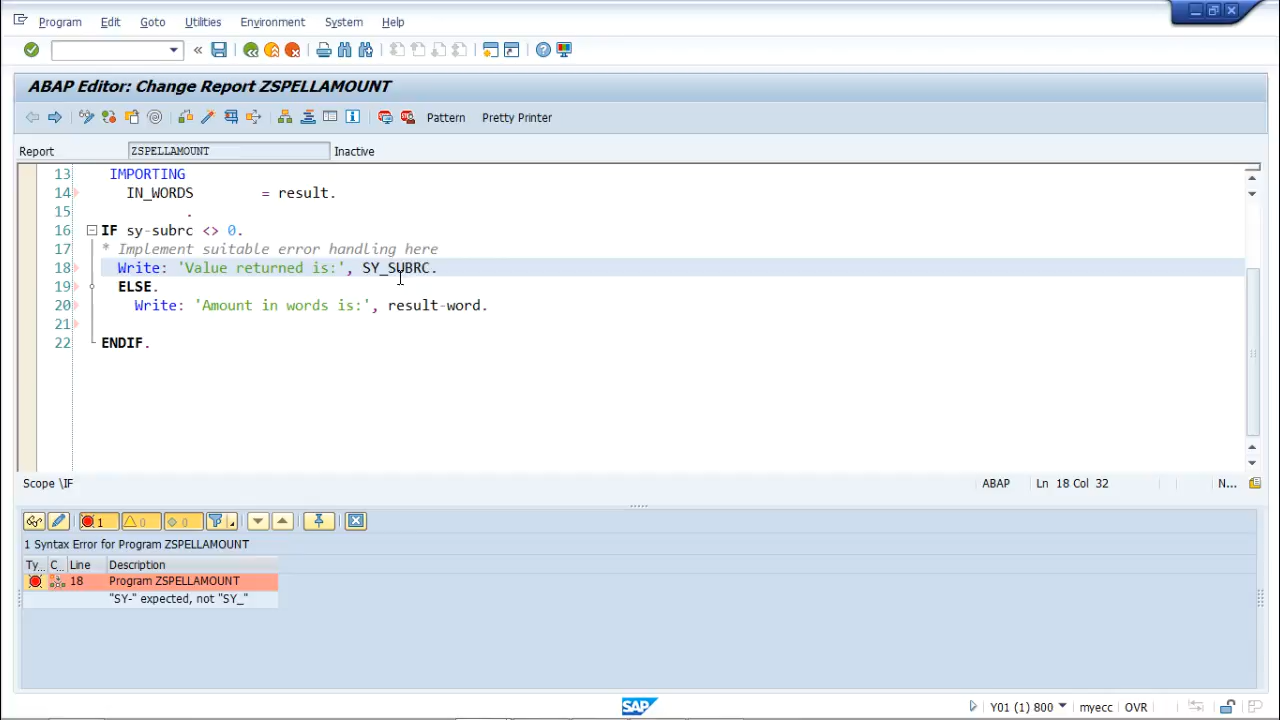 Program Edit Goto Utilities Environment System Help
ABAP Editor: Change Report ZSPELLAMOUNT
Pattern Pretty Printer
Report ZSPELLAMOUNT Inactive
13 IMPORTING
14 IN_WORDS = result.
15 .
16 IF sy-subrc <> 0.
17 * Implement suitable error handling here
18 Write: 'Value returned is:', SY_SUBRC.
19 ELSE.
20 Write: 'Amount in words is:', result-word.
21
22 ENDIF.
Scope \IF ABAP Ln 18 Col 32 N...
1 0 0
1 Syntax Error for Program ZSPELLAMOUNT
Ty... C... Line Description
18 Program ZSPELLAMOUNT
"SY-" expected, not "SY_"
SAP Y01 (1) 800 myecc OVR